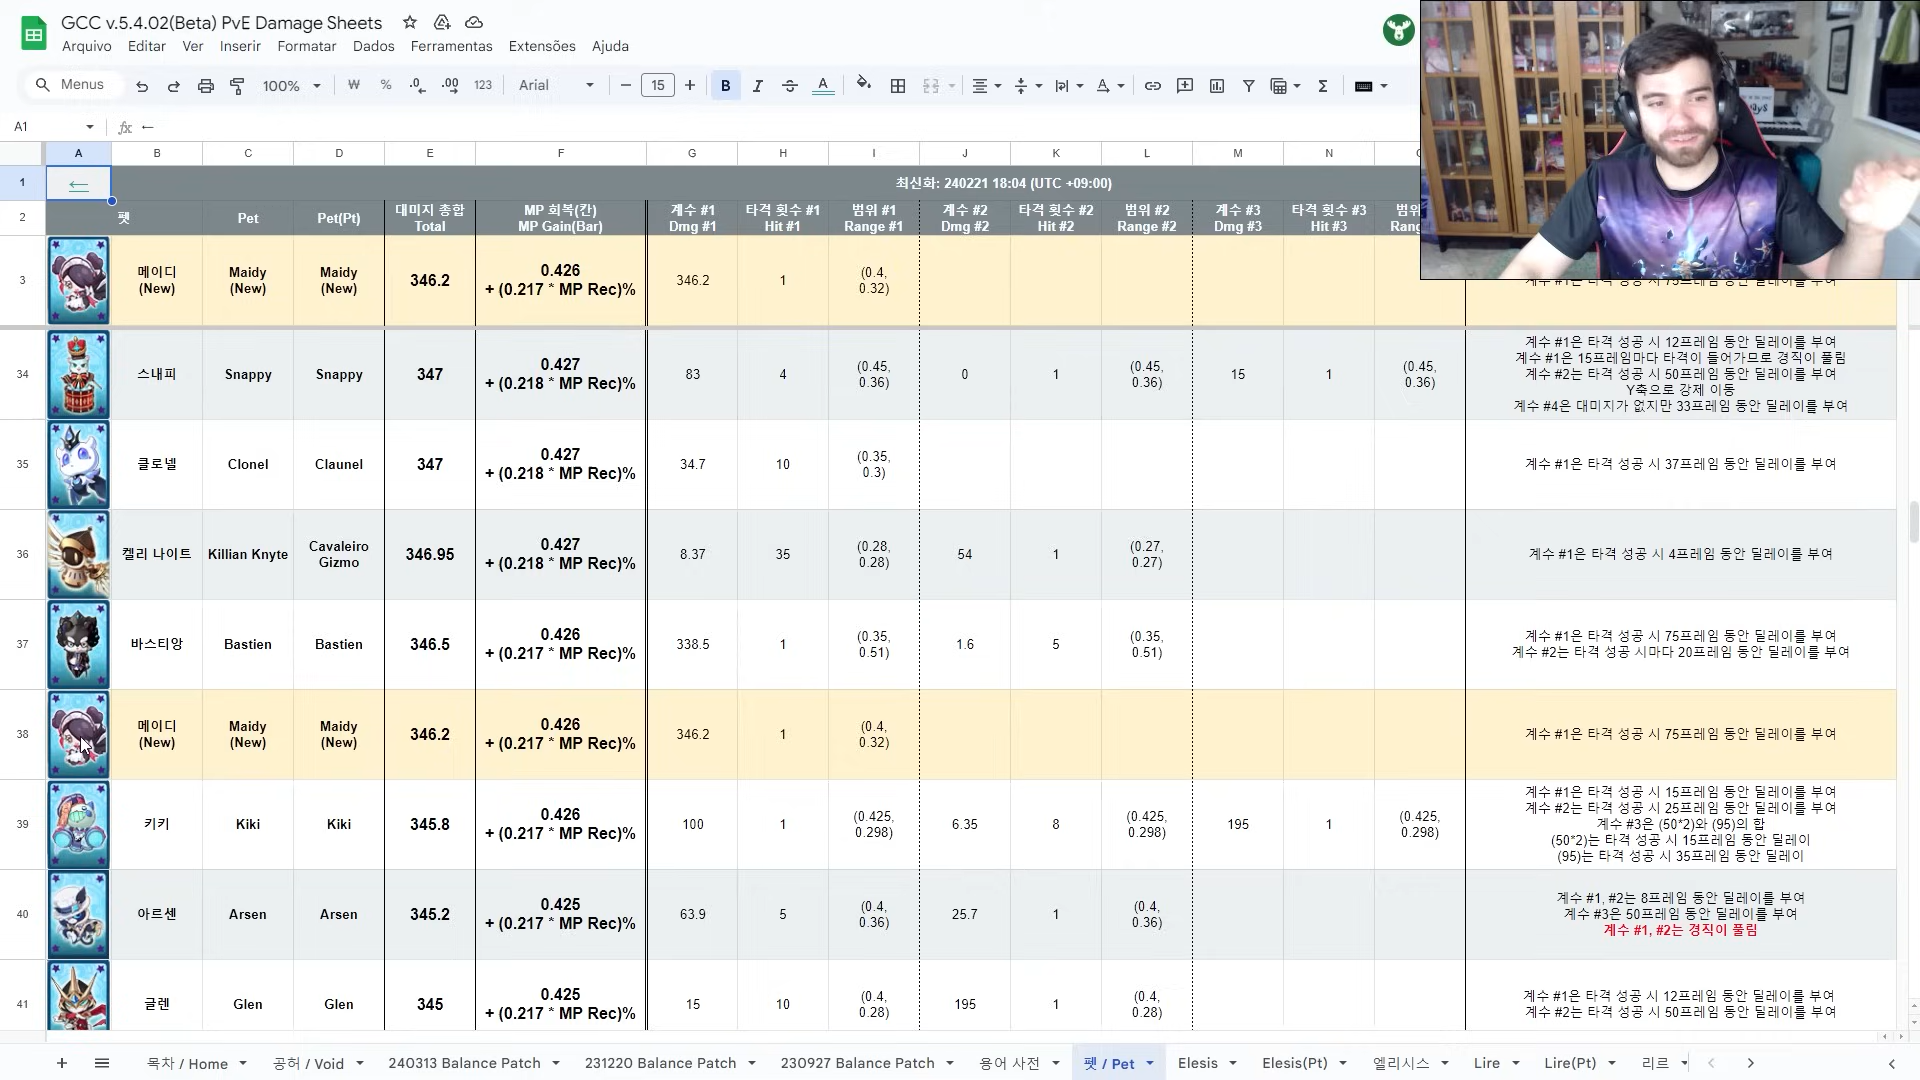 GCC v.5.4.02(Beta) PvE Damage Sheets
Arquivo Editar Ver Inserir Formatar Dados Ferramentas Extensões Ajuda
Menus 100% ₩ % .0 .00 123 Arial 15 B
A1 fx ←
A B C D E F G H I J K L M N
1 ← 최신화: 240221 18:04 (UTC +09:00)
2 펫 Pet Pet(Pt) 대미지 총합 Total MP 회복(칸) MP Gain(Bar) 계수 #1 Dmg #1 타격 횟수 #1 Hit #1 범위 #1 Range #1 계수 #2 Dmg #2 타격 횟수 #2 Hit #2 범위 #2 Range #2 계수 #3 Dmg #3 타격 횟수 #3 Hit #3
3 메이디 (New) Maidy (New) Maidy (New) 346.2 0.426 + (0.217 * MP Rec)% 346.2 1 (0.4, 0.32)
34 스내피 Snappy Snappy 347 0.427 + (0.218 * MP Rec)% 83 4 (0.45, 0.36) 0 1 (0.45, 0.36) 15 1 (0.45, 0.36)
계수 #1은 타격 성공 시 12프레임 동안 딜레이를 부여
계수 #1은 15프레임마다 타격이 들어가므로 경직이 풀림
계수 #2는 타격 성공 시 50프레임 동안 딜레이를 부여
Y축으로 강제 이동
계수 #4은 대미지가 없지만 33프레임 동안 딜레이를 부여
35 클로넬 Clonel Claunel 347 0.427 + (0.218 * MP Rec)% 34.7 10 (0.35, 0.3) 계수 #1은 타격 성공 시 37프레임 동안 딜레이를 부여
36 켈리 나이트 Killian Knyte Cavaleiro Gizmo 346.95 0.427 + (0.218 * MP Rec)% 8.37 35 (0.28, 0.28) 54 1 (0.27, 0.27) 계수 #1은 타격 성공 시 4프레임 동안 딜레이를 부여
37 바스티앙 Bastien Bastien 346.5 0.426 + (0.217 * MP Rec)% 338.5 1 (0.35, 0.51) 1.6 5 (0.35, 0.51)
계수 #1은 타격 성공 시 75프레임 동안 딜레이를 부여
계수 #2는 타격 성공 시마다 20프레임 동안 딜레이를 부여
38 메이디 (New) Maidy (New) Maidy (New) 346.2 0.426 + (0.217 * MP Rec)% 346.2 1 (0.4, 0.32) 계수 #1은 타격 성공 시 75프레임 동안 딜레이를 부여
39 키키 Kiki Kiki 345.8 0.426 + (0.217 * MP Rec)% 100 1 (0.425, 0.298) 6.35 8 (0.425, 0.298) 195 1 (0.425, 0.298)
계수 #1은 타격 성공 시 15프레임 동안 딜레이를 부여
계수 #2는 타격 성공 시 25프레임 동안 딜레이를 부여
계수 #3은 (50*2)와 (95)의 합
(50*2)는 타격 성공 시 15프레임 동안 딜레이
(95)는 타격 성공 시 35프레임 동안 딜레이
40 아르센 Arsen Arsen 345.2 0.425 + (0.217 * MP Rec)% 63.9 5 (0.4, 0.36) 25.7 1 (0.4, 0.36)
계수 #1, #2는 8프레임 동안 딜레이를 부여
계수 #3은 50프레임 동안 딜레이를 부여
계수 #1, #2는 경직이 풀림
41 글렌 Glen Glen 345 0.425 + (0.217 * MP Rec)% 15 10 (0.4, 0.28) 195 1 (0.4, 0.28)
계수 #1은 타격 성공 시 12프레임 동안 딜레이를 부여
계수 #2는 타격 성공 시 50프레임 동안 딜레이를 부여
목차 / Home 공허 / Void 240313 Balance Patch 231220 Balance Patch 230927 Balance Patch 용어 사전 펫 / Pet Elesis Elesis(Pt) 엘리시스 Lire Lire(Pt) 리르